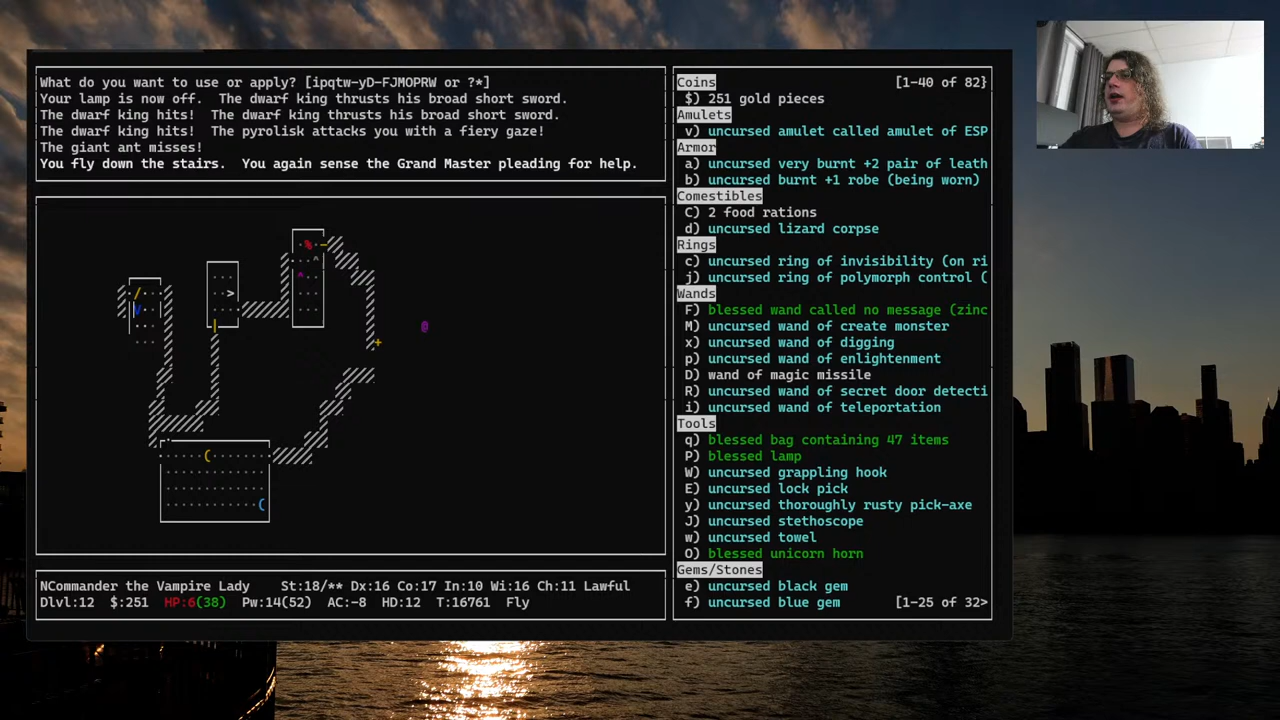 What do you want to use or apply? [ipqtw-yD-FJMOPRW or ?*]
Your lamp is now off.  The dwarf king thrusts his broad short sword.
The dwarf king hits!  The dwarf king thrusts his broad short sword.
The dwarf king hits!  The pyrolisk attacks you with a fiery gaze!
The giant ant misses!
You fly down the stairs.  You again sense the Grand Master pleading for help.
NCommander the Vampire Lady    St:18/** Dx:16 Co:17 In:10 Wi:16 Ch:11 Lawful
Dlvl:12  $:251  HP:6(38)  Pw:14(52)  AC:-8  HD:12  T:16761  Fly
Coins [1-40 of 82}
$) 251 gold pieces
Amulets
v) uncursed amulet called amulet of ESP
Armor
a) uncursed very burnt +2 pair of leath
b) uncursed burnt +1 robe (being worn)
Comestibles
C) 2 food rations
d) uncursed lizard corpse
Rings
c) uncursed ring of invisibility (on ri
j) uncursed ring of polymorph control (
Wands
F) blessed wand called no message (zinc
M) uncursed wand of create monster
x) uncursed wand of digging
p) uncursed wand of enlightenment
D) wand of magic missile
R) uncursed wand of secret door detecti
i) uncursed wand of teleportation
Tools
q) blessed bag containing 47 items
P) blessed lamp
W) uncursed grappling hook
E) uncursed lock pick
y) uncursed thoroughly rusty pick-axe
J) uncursed stethoscope
w) uncursed towel
O) blessed unicorn horn
Gems/Stones
e) uncursed black gem
f) uncursed blue gem [1-25 of 32>